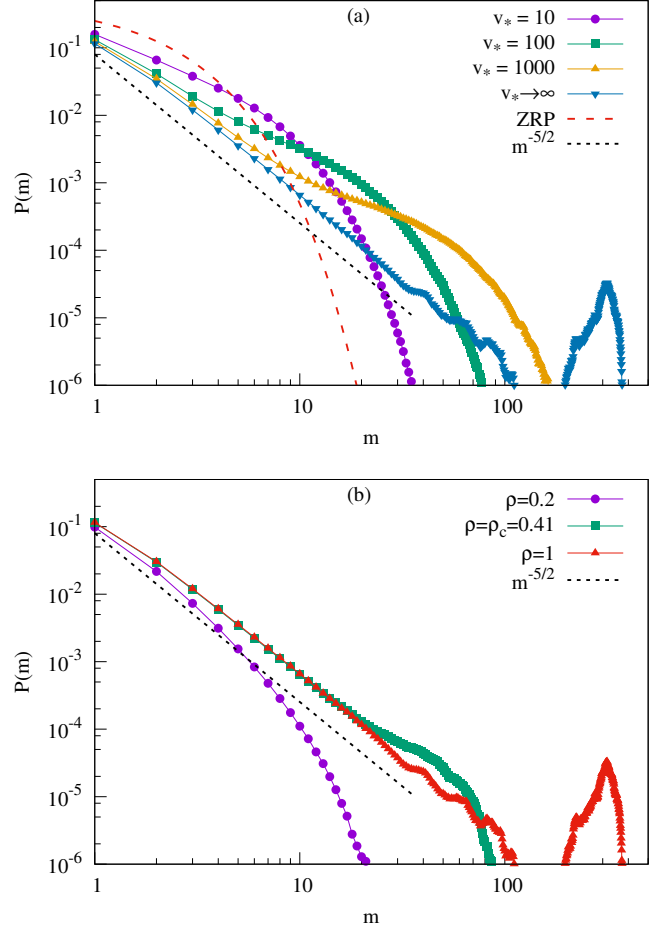 (a)
v* = 10
v* = 100
v* = 1000
v*→∞
ZRP
m-5/2
P(m)
10-1
10-2
10-3
10-4
10-5
10-6
1 10 100
m
(b)
ρ=0.2
ρ=ρc=0.41
ρ=1
m-5/2
P(m)
10-1
10-2
10-3
10-4
10-5
10-6
1 10 100
m